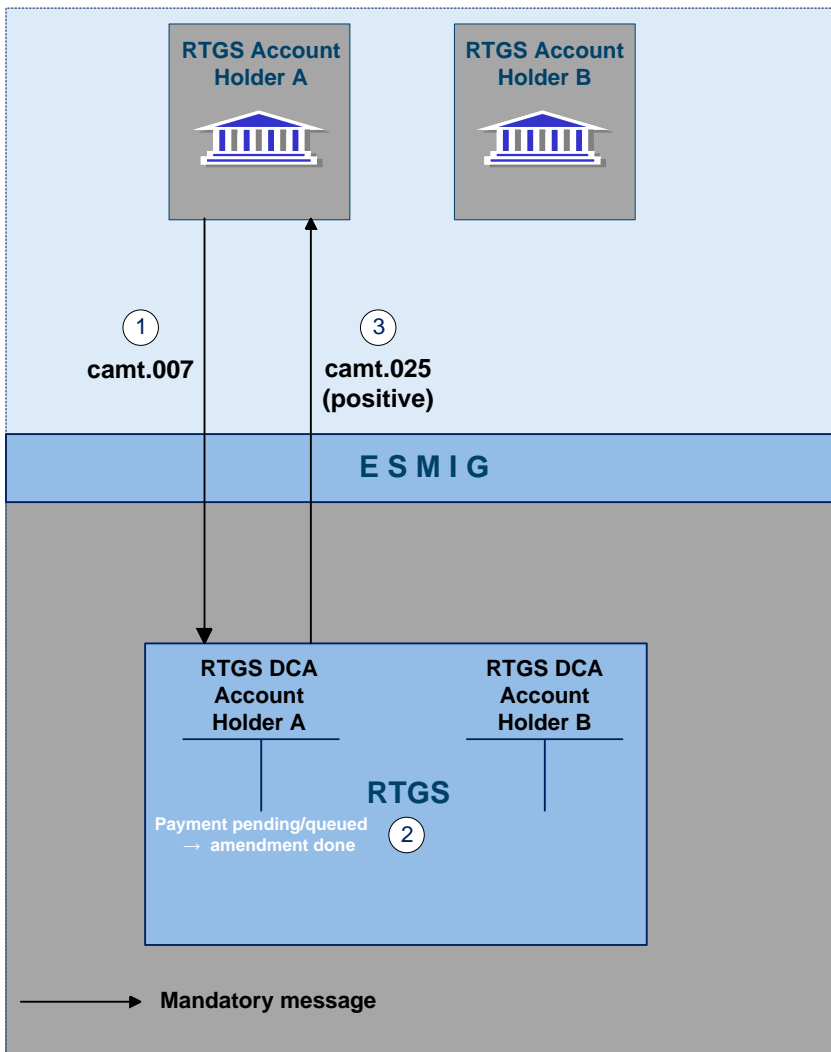 RTGS Account
Holder A
RTGS Account
Holder B
1
camt.007
3
camt.025
(positive)
E S M I G
RTGS DCA
Account
Holder A
RTGS DCA
Account
Holder B
RTGS
Payment pending/queued
→ amendment done
2
Mandatory message